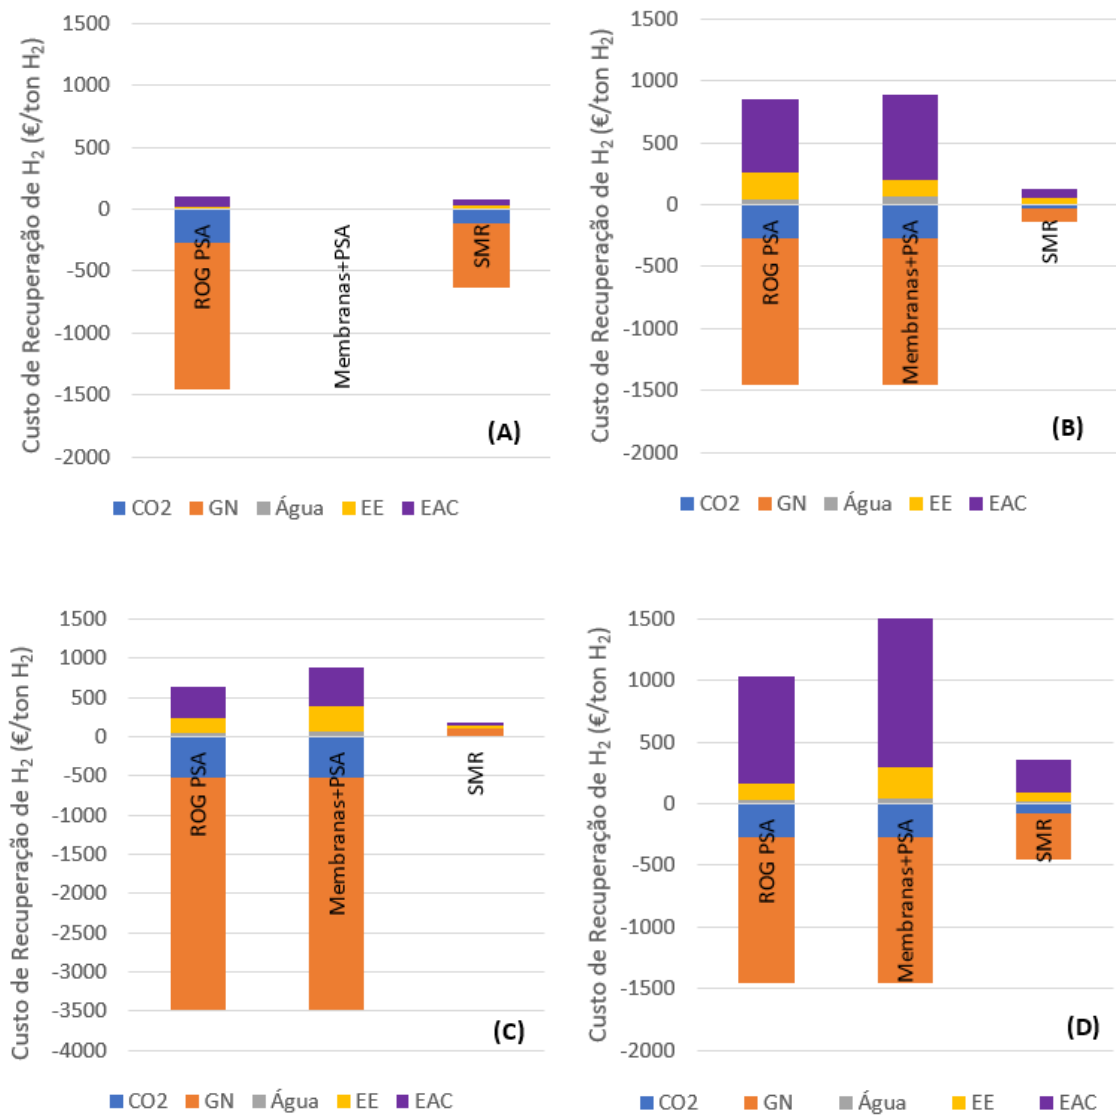 Custo de Recuperação de H₂ (€/ton H₂)
1500
1000
500
0
-500
-1000
-1500
-2000
ROG PSA
Membranas+PSA
SMR
(A)
CO2 GN Água EE EAC
Custo de Recuperação de H₂ (€/ton H₂)
1500
1000
500
0
-500
-1000
-1500
-2000
ROG PSA
Membranas+PSA
SMR
(B)
CO2 GN Água EE EAC
Custo de Recuperação de H₂ (€/ton H₂)
1500
1000
500
0
-500
-1000
-1500
-2000
-2500
-3000
-3500
-4000
ROG PSA
Membranas+PSA
SMR
(C)
CO2 GN Água EE EAC
Custo de Recuperação de H₂ (€/ton H₂)
1500
1000
500
0
-500
-1000
-1500
-2000
ROG PSA
Membranas+PSA
SMR
(D)
CO2 GN Água EE EAC